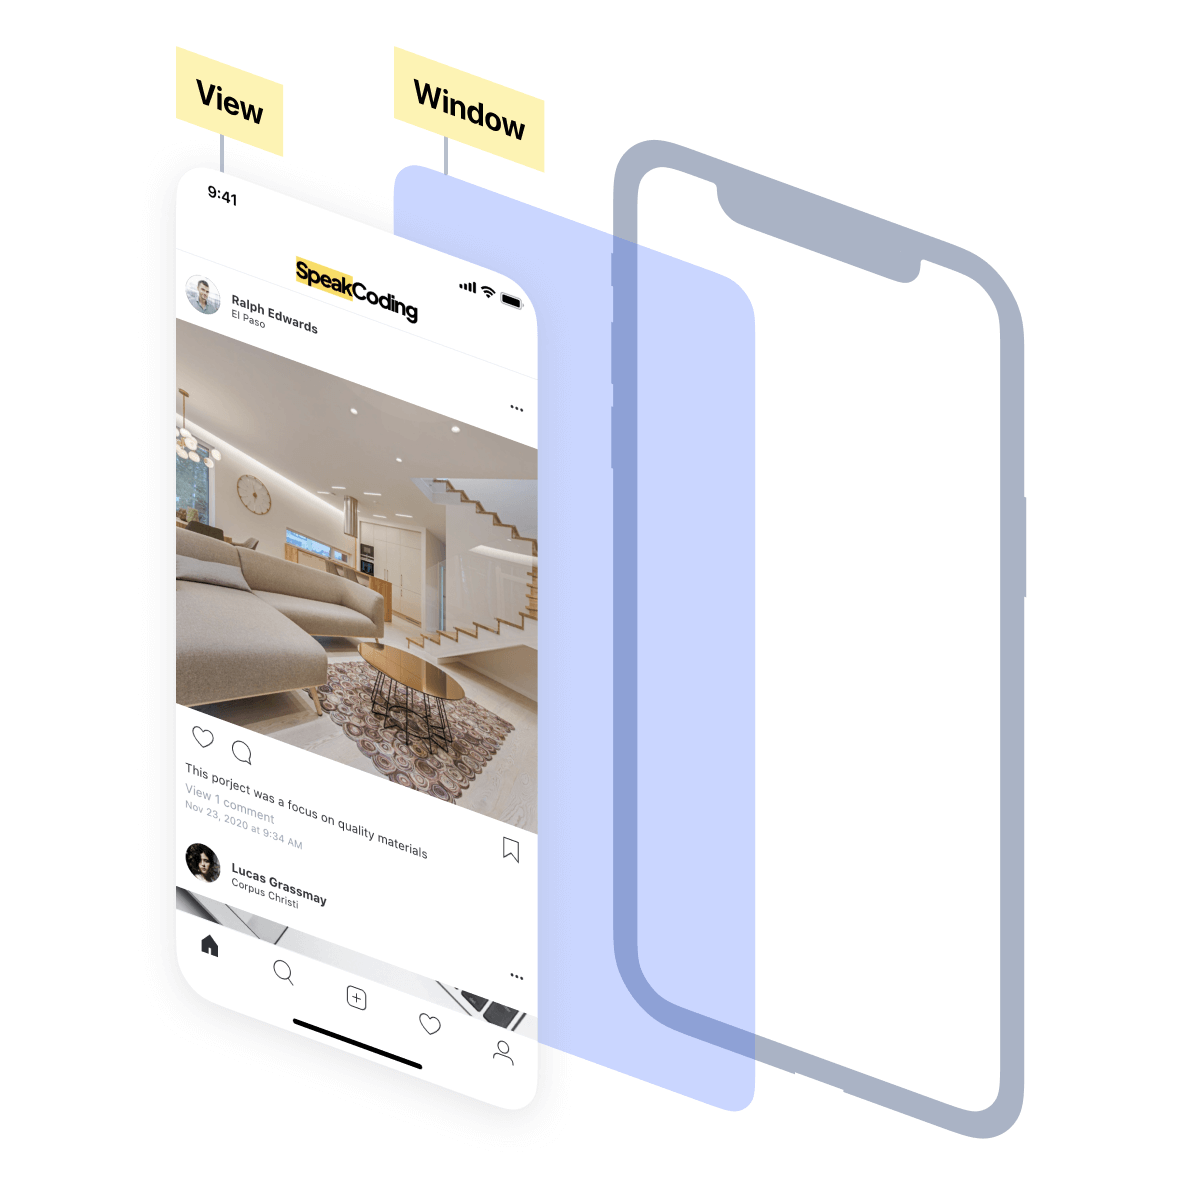 View
Window
9:41
SpeakCoding
Ralph Edwards
El Paso
This porject was a focus on quality materials
View 1 comment
Nov 23, 2020 at 9:34 AM
Lucas Grassmay
Corpus Christi